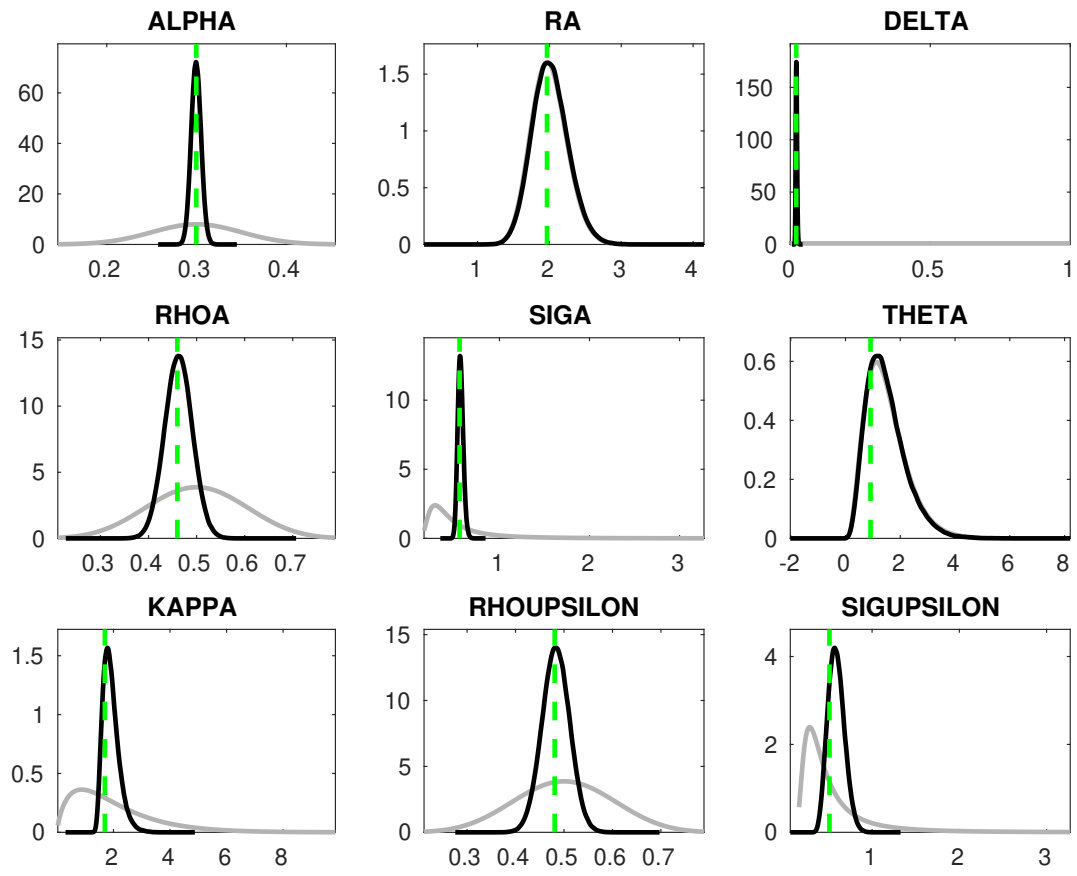 ALPHA RA DELTA
60
40
20
0
0.2 0.3 0.4
1.5
1
0.5
0
1 2 3 4
150
100
50
0
0 0.5 1
RHOA SIGA THETA
15
10
5
0
0.3 0.4 0.5 0.6 0.7
10
5
0
1 2 3
0.6
0.4
0.2
0
-2 0 2 4 6 8
KAPPA RHOUPSILON SIGUPSILON
1.5
1
0.5
0
2 4 6 8
15
10
5
0
0.3 0.4 0.5 0.6 0.7
4
2
0
1 2 3